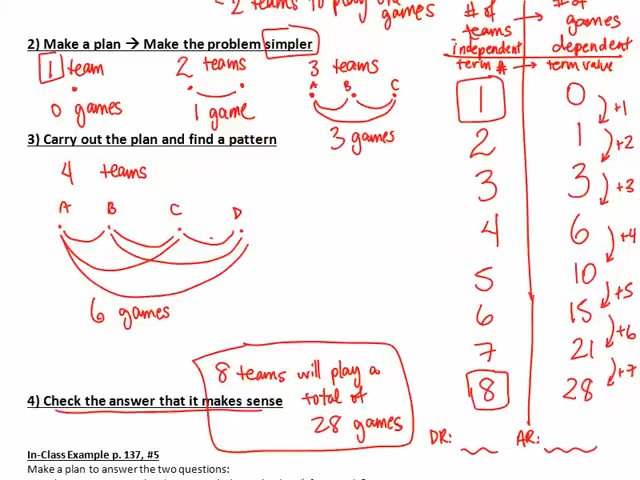 2 teams to play
games
2) Make a plan → Make the problem simpler
1 team
2 teams
3 teams
A B C
0 games
1 game
3 games
3) Carry out the plan and find a pattern
4 teams
A B C D
6 games
8 teams will play a
total of
28 games
4) Check the answer that it makes sense
In-Class Example p. 137, #5
Make a plan to answer the two questions:
# of → # of
teams games
independent dependent
term # → term value
1 0
+1
2 1
+2
3 3
+3
4 6
+4
5 10
+5
6 15
+6
7 21
+7
8 28
DR: AR: